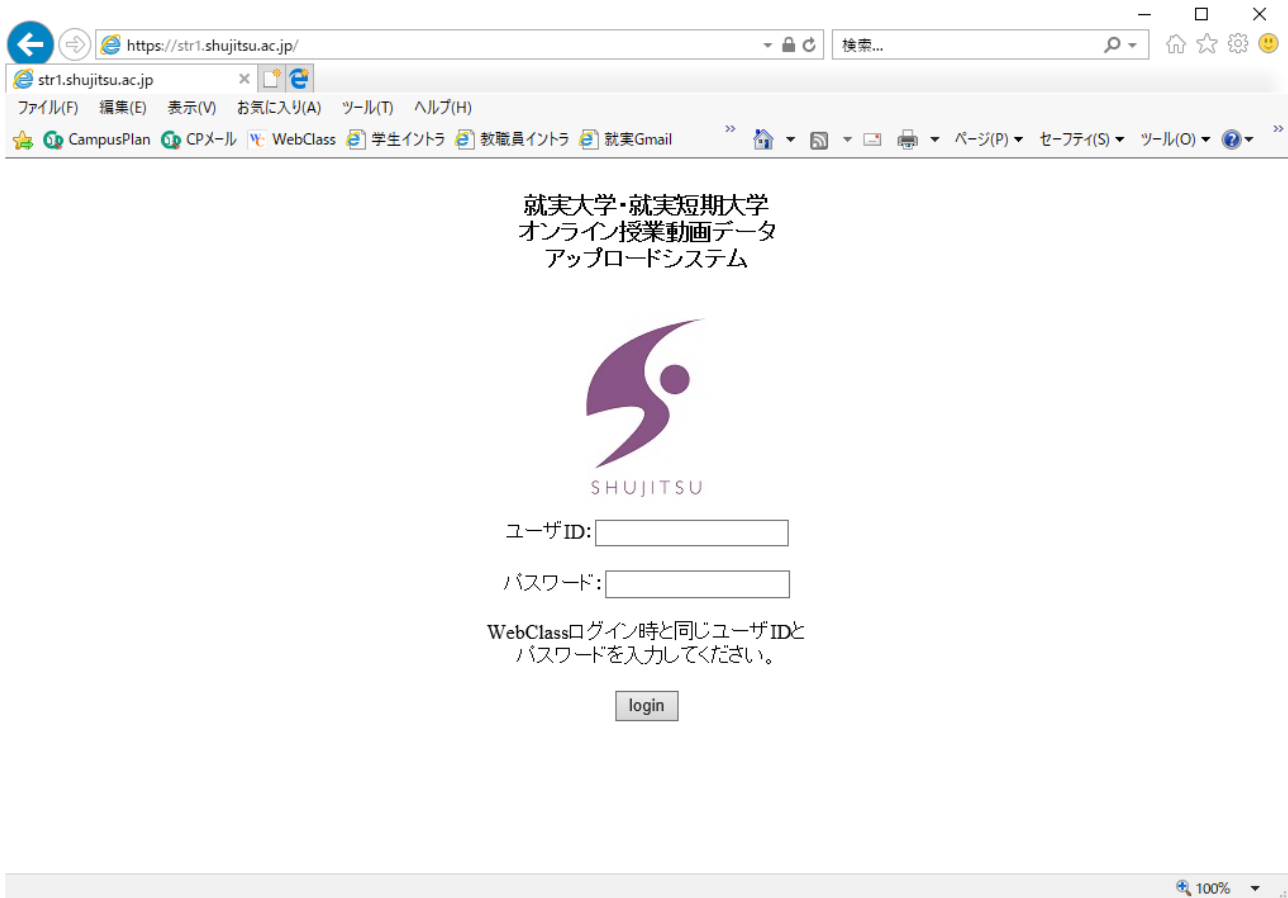 https://str1.shujitsu.ac.jp/
検索...
str1.shujitsu.ac.jp
ファイル(F) 編集(E) 表示(V) お気に入り(A) ツール(T) ヘルプ(H)
CampusPlan CPメール WebClass 学生イントラ 教職員イントラ 就実Gmail ページ(P) セーフティ(S) ツール(O)
就実大学・就実短期大学
オンライン授業動画データ
アップロードシステム
SHUJITSU
ユーザID:
パスワード:
WebClassログイン時と同じユーザIDと
パスワードを入力してください。
login
100%